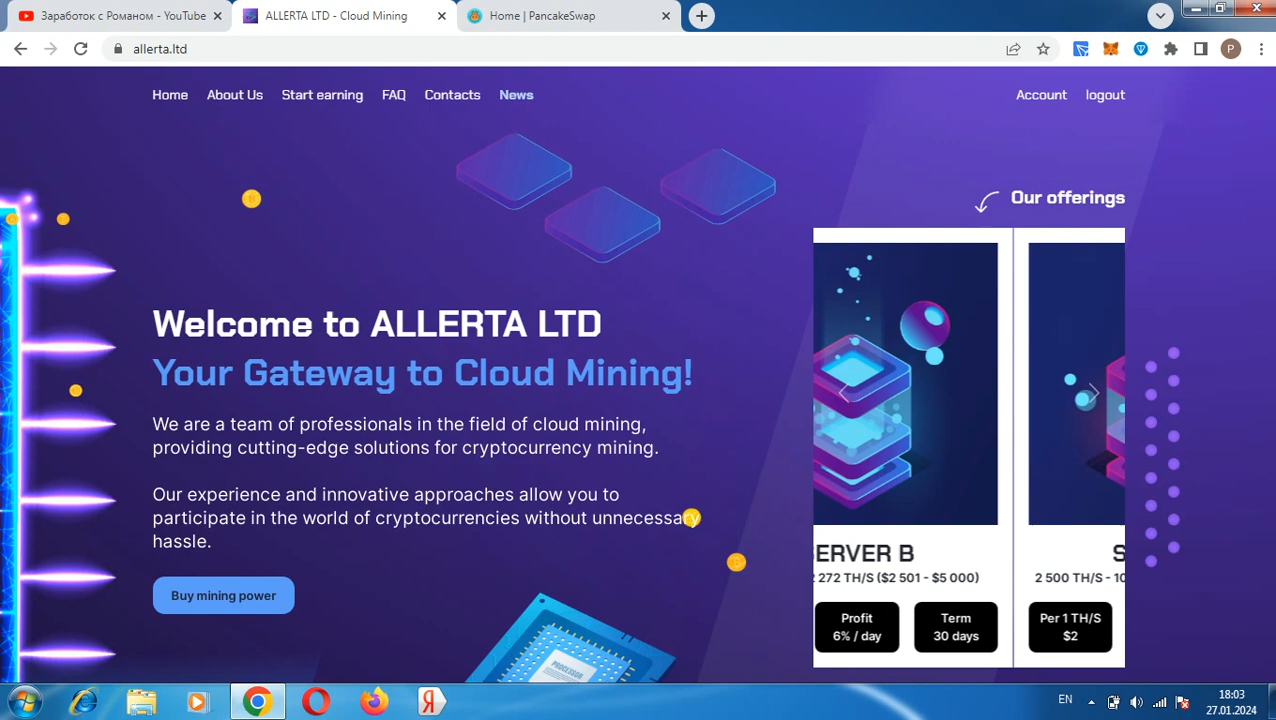 Заработок с Романом - YouTube
ALLERTA LTD - Cloud Mining
Home | PancakeSwap
allerta.ltd
P
Home
About Us
Start earning
FAQ
Contacts
News
Account
logout
Our offerings
Welcome to ALLERTA LTD
Your Gateway to Cloud Mining!
We are a team of professionals in the field of cloud mining,
providing cutting-edge solutions for cryptocurrency mining.
Our experience and innovative approaches allow you to
participate in the world of cryptocurrencies without unnecessary
hassle.
Buy mining power
PROCESSOR
ERVER B
272 TH/S ($2 501 - $5 000)
Profit
6% / day
Term
30 days
S
2 500 TH/S - 10
Per 1 TH/S
$2
EN
18:03
27.01.2024